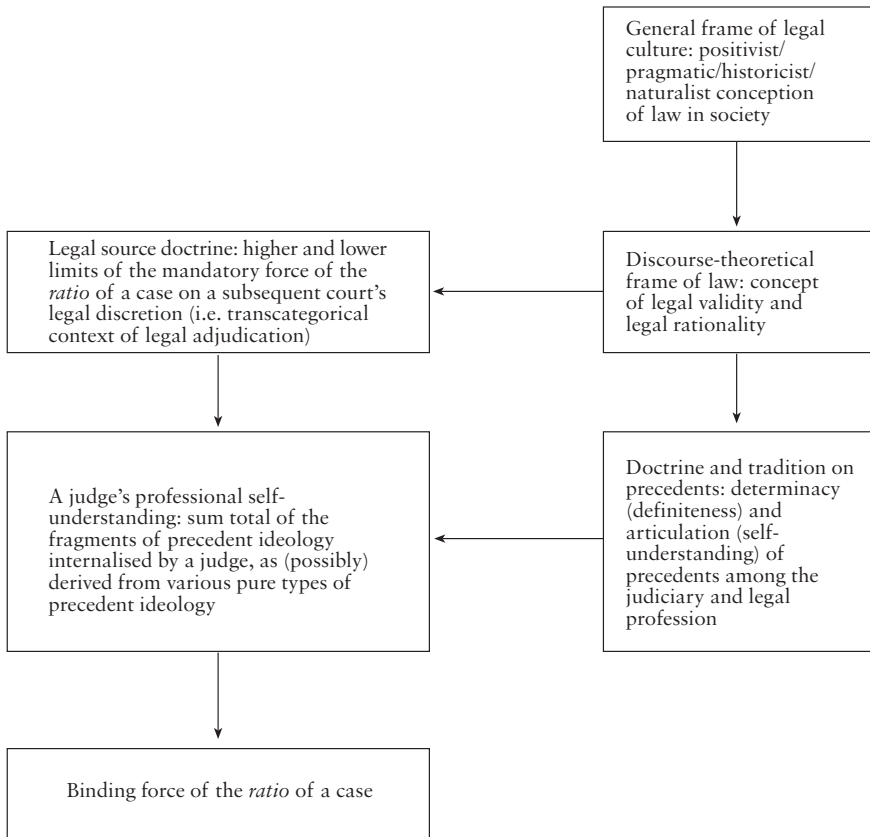 General frame of legal
culture: positivist/
pragmatic/historicist/
naturalist conception
of law in society
Legal source doctrine: higher and lower
limits of the mandatory force of the
ratio of a case on a subsequent court’s
legal discretion (i.e. transcategorical
context of legal adjudication)
Discourse-theoretical
frame of law: concept
of legal validity and
legal rationality
A judge’s professional self-
understanding: sum total of the
fragments of precedent ideology
internalised by a judge, as (possibly)
derived from various pure types of
precedent ideology
Doctrine and tradition on
precedents: determinacy
(definiteness) and
articulation (self-
understanding) of
precedents among the
judiciary and legal
profession
Binding force of the ratio of a case